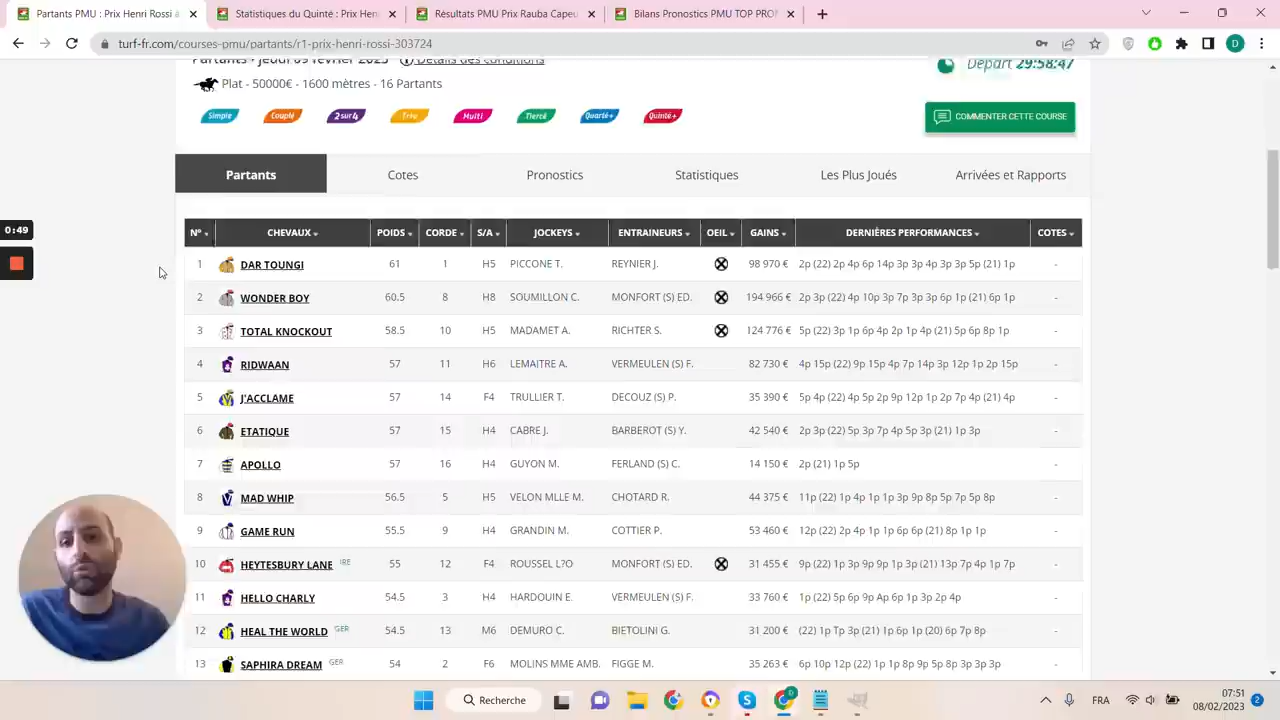 Partants PMU : Prix Henri Rossi à
Partants du Quinté : Prix Hen
Résultats PMU Prix Rauba Capeu
Bilans Pronostics PMU TOP PRO
turf-fr.com/courses-pmu/partants/r1-prix-henri-rossi-303724
Partants - jeudi 09 février 2023 Détails des conditions
Départ 29:58:47
Plat - 50000€ - 1600 mètres - 16 Partants
Simple Couplé 2 sur 4 Trio Multi Tiercé Quarté+ Quinté+
COMMENTER CETTE COURSE
Partants Cotes Pronostics Statistiques Les Plus Joués Arrivées et Rapports
0:49
N° CHEVAUX POIDS CORDE S/A JOCKEYS ENTRAINEURS OEIL GAINS DERNIÈRES PERFORMANCES COTES
1 DAR TOUNGI 61 1 H5 PICCONE T. REYNIER J. 98 970 € 2p (22) 2p 4p 6p 14p 3p 3p 4p 3p 3p 5p (21) 1p -
2 WONDER BOY 60.5 8 H8 SOUMILLON C. MONFORT (S) ED. 194 966 € 2p 3p (22) 4p 10p 3p 7p 3p 3p 6p 1p (21) 6p 1p -
3 TOTAL KNOCKOUT 58.5 10 H5 MADAMET A. RICHTER S. 124 776 € 5p (22) 3p 1p 6p 4p 2p 1p 4p (21) 5p 6p 8p 1p -
4 RIDWAAN 57 11 H6 LEMAITRE A. VERMEULEN (S) F. 82 730 € 4p 15p (22) 9p 15p 4p 7p 14p 3p 12p 1p 2p 15p -
5 J'ACCLAME 57 14 F4 TRULLIER T. DECOUZ (S) P. 35 390 € 5p 4p (22) 4p 5p 2p 9p 12p 1p 2p 7p 4p (21) 4p -
6 ETATIQUE 57 15 H4 CABRE J. BARBEROT (S) Y. 42 540 € 2p 3p (22) 5p 3p 7p 4p 5p 3p (21) 1p 3p -
7 APOLLO 57 16 H4 GUYON M. FERLAND (S) C. 14 150 € 2p (21) 1p 5p -
8 MAD WHIP 56.5 5 H5 VELON MLLE M. CHOTARD R. 44 375 € 11p (22) 1p 4p 1p 1p 3p 9p 8p 5p 7p 5p 8p -
9 GAME RUN 55.5 9 H4 GRANDIN M. COTTIER P. 53 460 € 12p (22) 2p 4p 1p 1p 6p 6p (21) 8p 1p 1p -
10 HEYTESBURY LANE IRE 55 12 F4 ROUSSEL L?O MONFORT (S) ED. 31 455 € 9p (22) 1p 3p 9p 9p 1p 3p (21) 13p 7p 4p 1p 7p -
11 HELLO CHARLY 54.5 3 H4 HARDOUIN E. VERMEULEN (S) F. 33 760 € 1p (22) 5p 6p 9p Ap 6p 1p 3p 2p 4p -
12 HEAL THE WORLD GER 54.5 13 M6 DEMURO C. BIETOLINI G. 31 200 € (22) 1p Tp 3p (21) 1p 6p 1p (20) 6p 7p 8p -
13 SAPHIRA DREAM GER 54 2 F6 MOLINS MME AMB. FIGGE M. 35 263 € 6p 10p 12p (22) 1p 1p 8p 9p 5p 8p 3p 3p 3p -
Recherche
FRA
07:51
08/02/2023
2